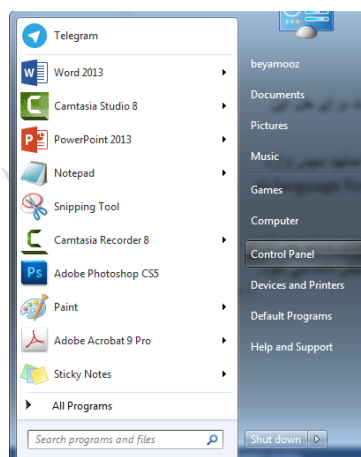 Telegram
Word 2013
Camtasia Studio 8
PowerPoint 2013
Notepad
Snipping Tool
Camtasia Recorder 8
Adobe Photoshop CS5
Paint
Adobe Acrobat 9 Pro
Sticky Notes
All Programs
Search programs and files
beyamooz
Documents
Pictures
Music
Games
Computer
Control Panel
Devices and Printers
Default Programs
Help and Support
Shut down